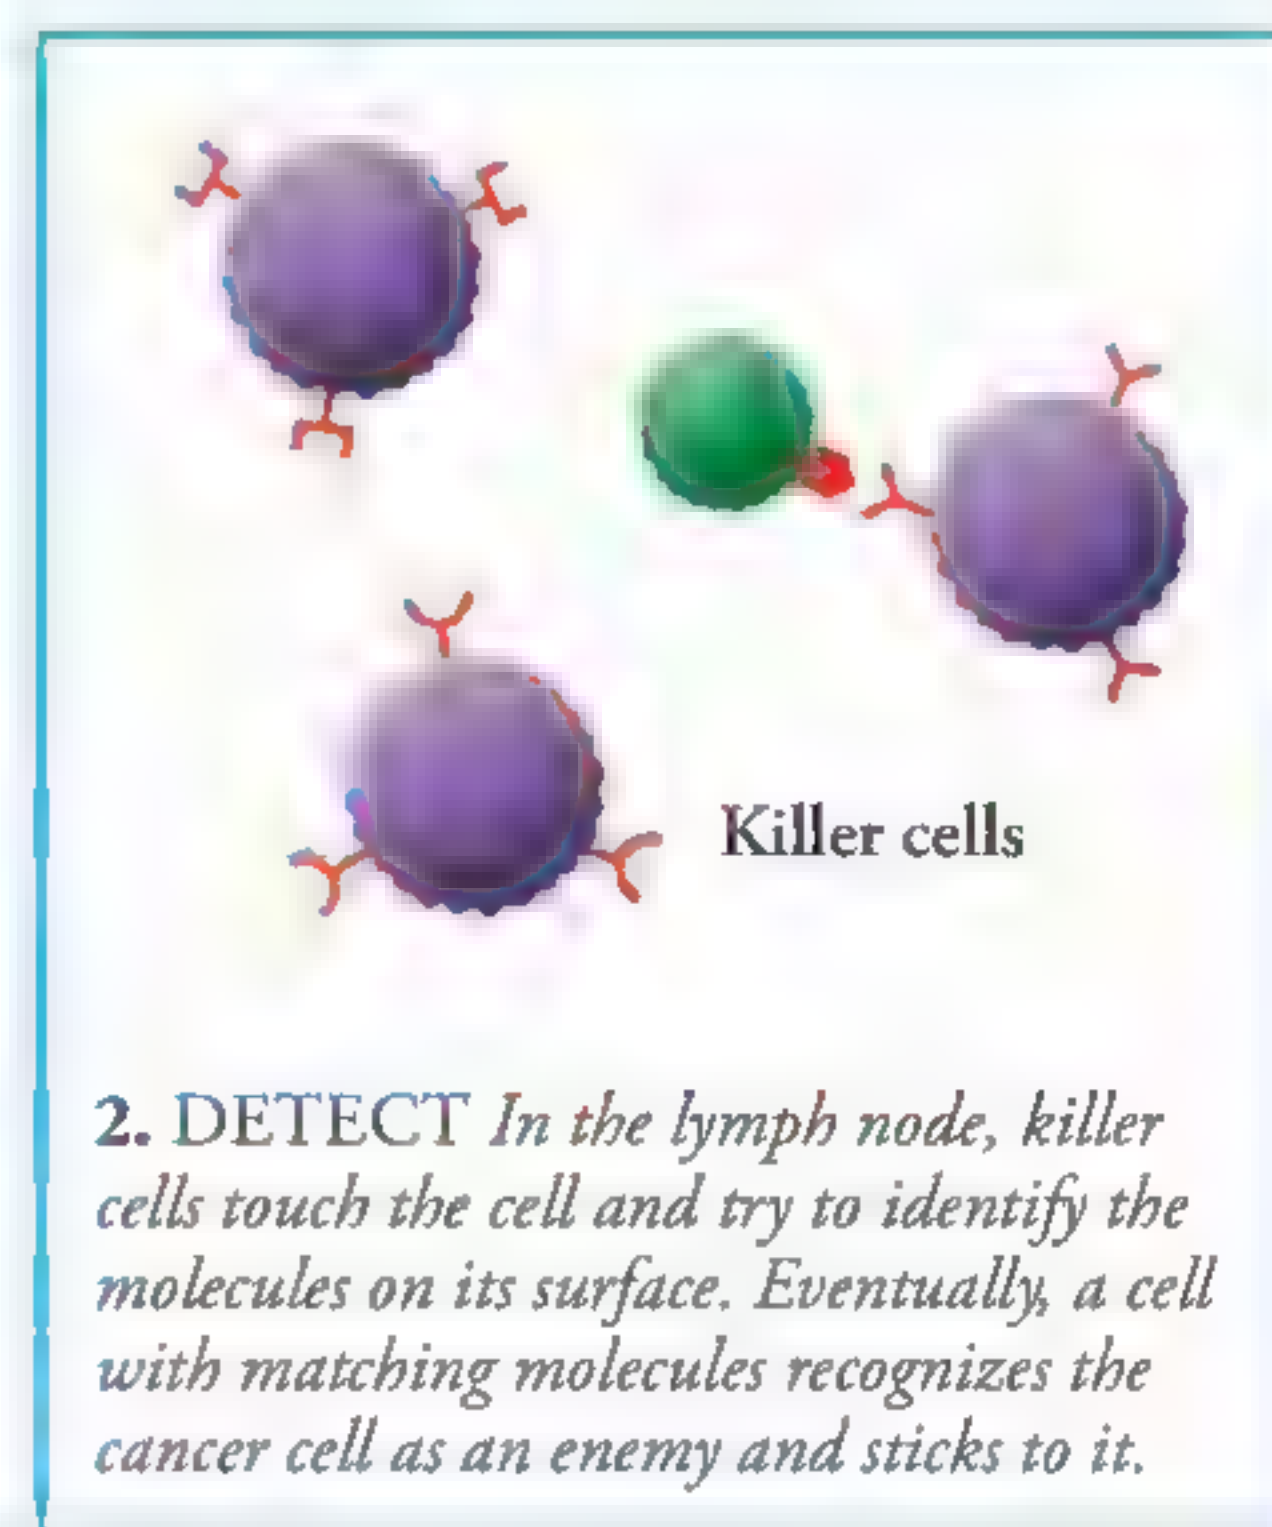 Killer cells
2. DETECT In the lymph node, killer
cells touch the cell and try to identify the
molecules on its surface. Eventually, a cell
with matching molecules recognizes the
cancer cell as an enemy and sticks to it.